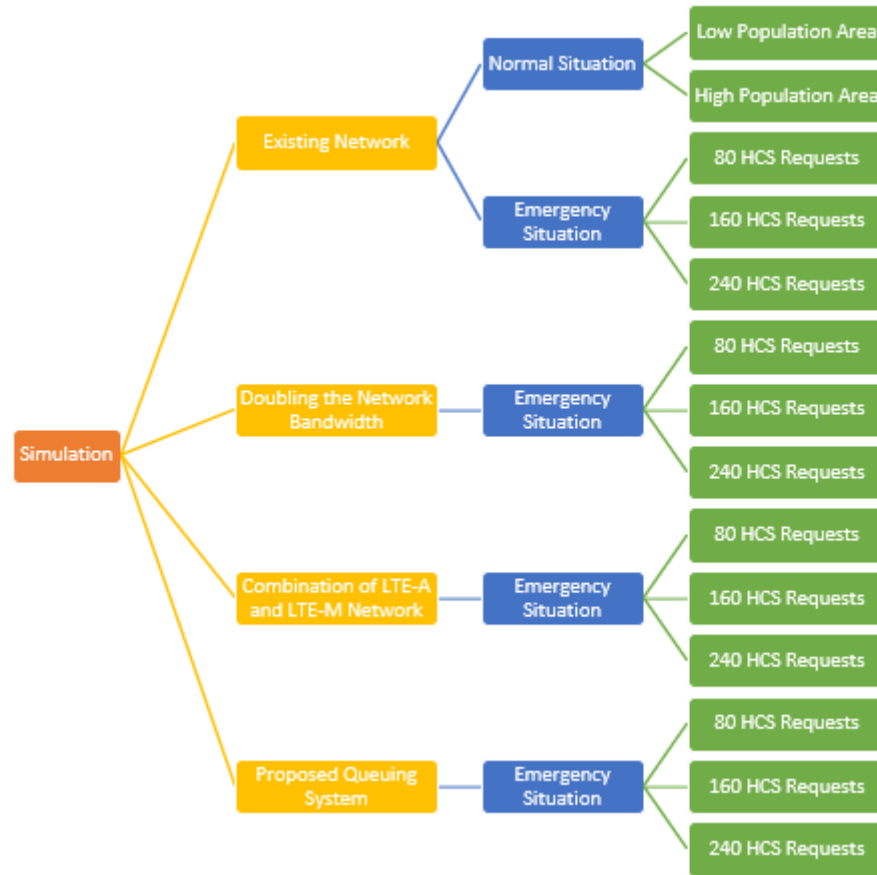 Simulation
Existing Network
Normal Situation
Low Population Area
High Population Area
Emergency
Situation
80 HCS Requests
160 HCS Requests
240 HCS Requests
Doubling the Network
Bandwidth
Emergency
Situation
80 HCS Requests
160 HCS Requests
240 HCS Requests
Combination of LTE-A
and LTE-M Network
Emergency
Situation
80 HCS Requests
160 HCS Requests
240 HCS Requests
Proposed Queuing
System
Emergency
Situation
80 HCS Requests
160 HCS Requests
240 HCS Requests